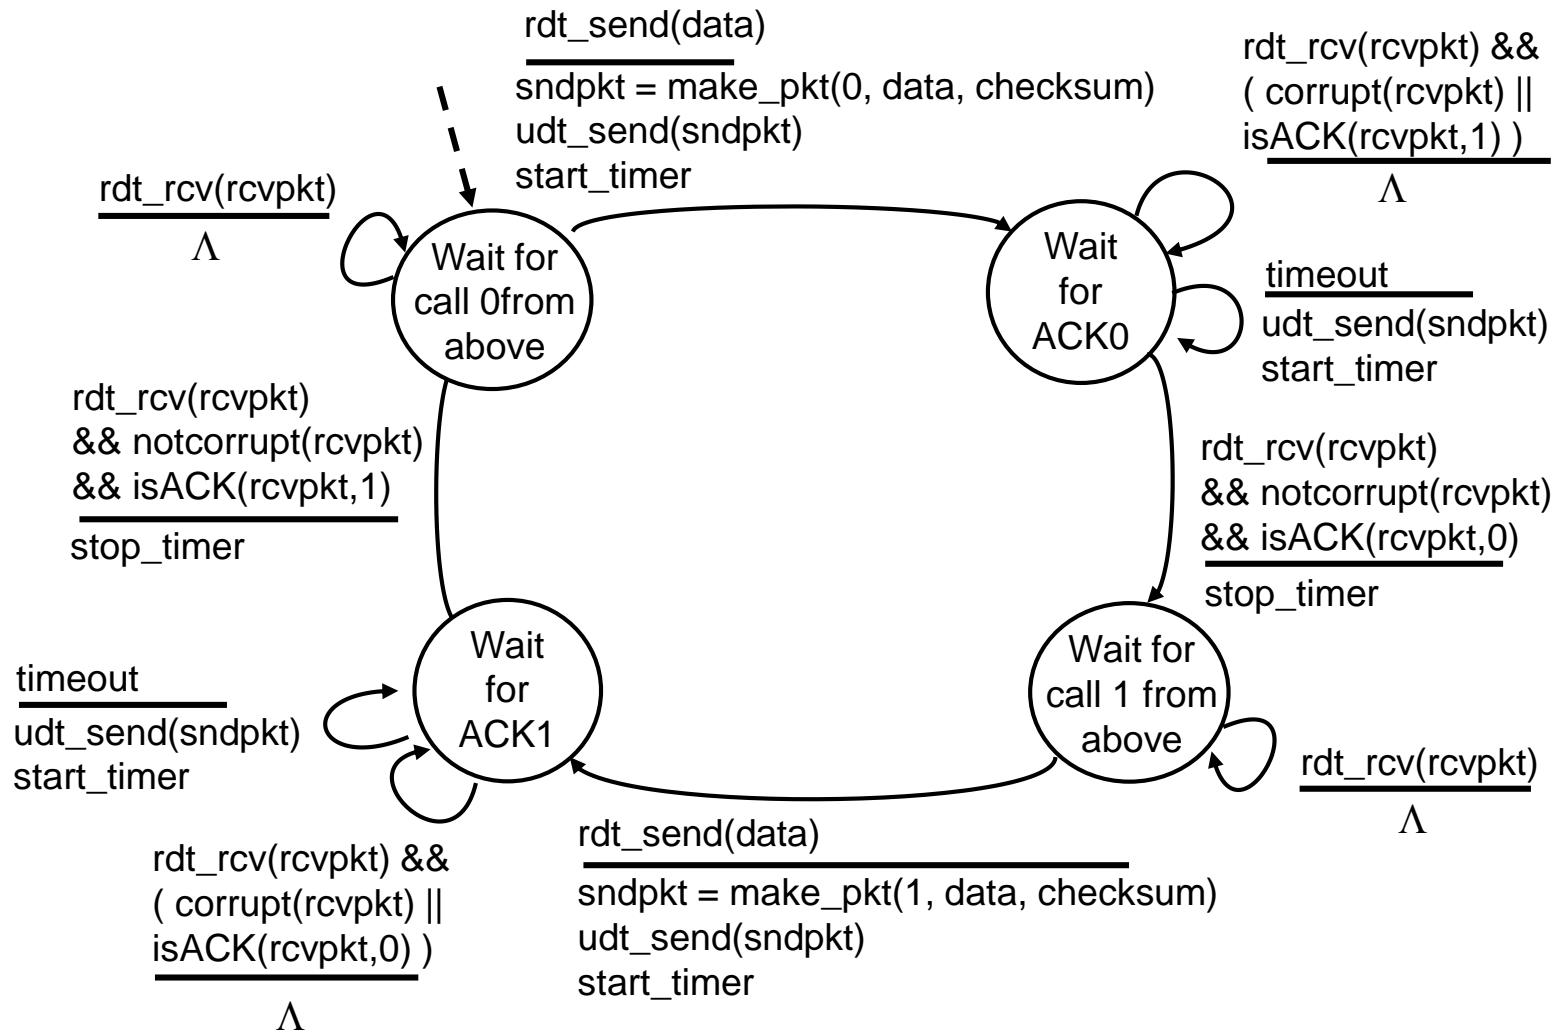 rdt_send(data)
sndpkt = make_pkt(0, data, checksum)
udt_send(sndpkt)
start_timer
rdt_rcv(rcvpkt) &&
( corrupt(rcvpkt) ||
isACK(rcvpkt,1) )
Λ
rdt_rcv(rcvpkt)
Λ
Wait for
call 0from
above
Wait
for
ACK0
timeout
udt_send(sndpkt)
start_timer
rdt_rcv(rcvpkt)
&& notcorrupt(rcvpkt)
&& isACK(rcvpkt,1)
stop_timer
rdt_rcv(rcvpkt)
&& notcorrupt(rcvpkt)
&& isACK(rcvpkt,0)
stop_timer
Wait
for
ACK1
Wait for
call 1 from
above
timeout
udt_send(sndpkt)
start_timer
rdt_rcv(rcvpkt)
Λ
rdt_rcv(rcvpkt) &&
( corrupt(rcvpkt) ||
isACK(rcvpkt,0) )
Λ
rdt_send(data)
sndpkt = make_pkt(1, data, checksum)
udt_send(sndpkt)
start_timer